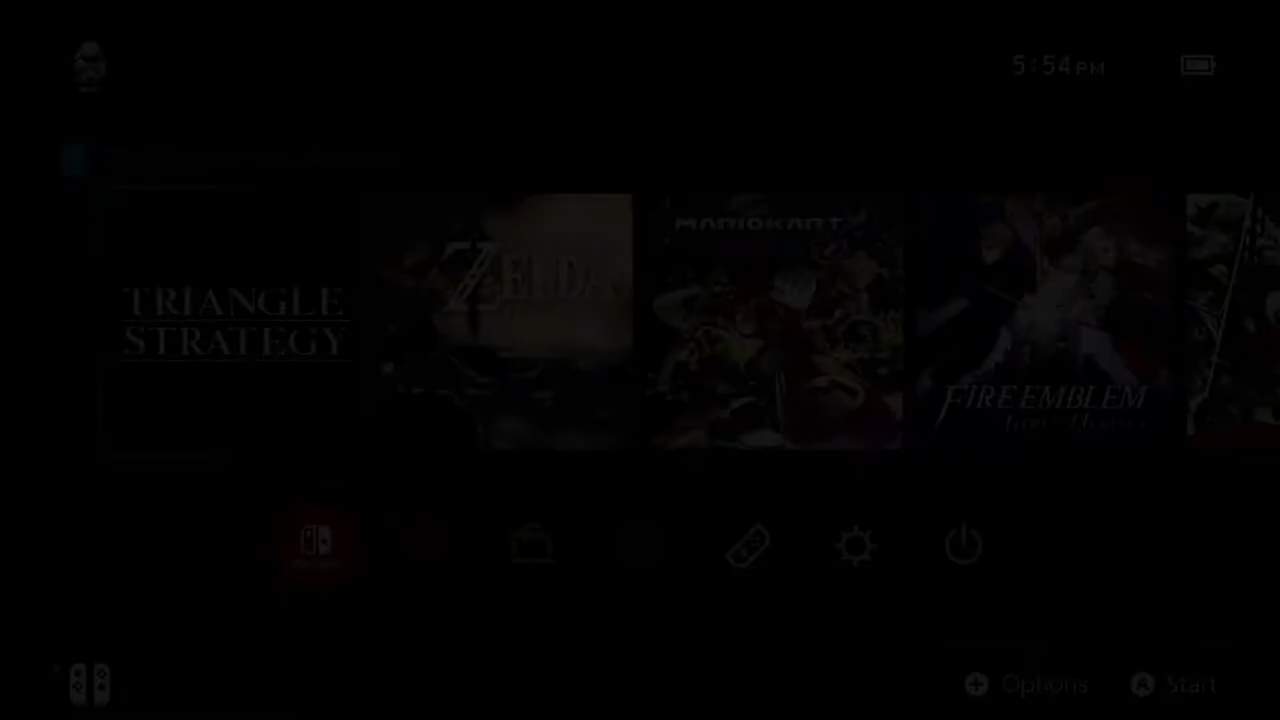 5:54 PM
TRIANGLE
STRATEGY
ZELDA
MARIOKART
FIRE EMBLEM
Options
Start